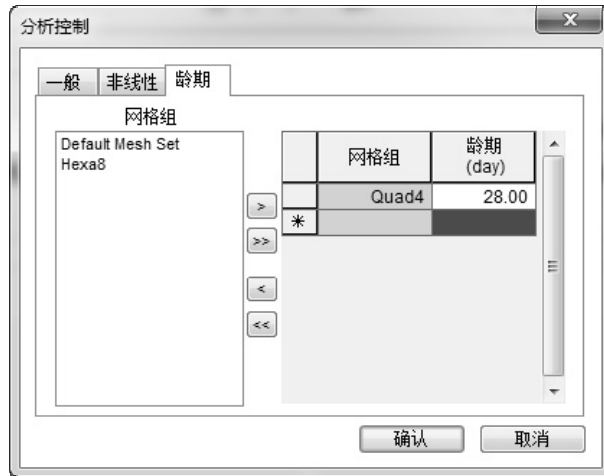 分析控制
一般 非线性 龄期
网格组
Default Mesh Set
Hexa8
>
>>
<
<<
网格组 龄期 (day)
Quad4 28.00
*
确认 取消